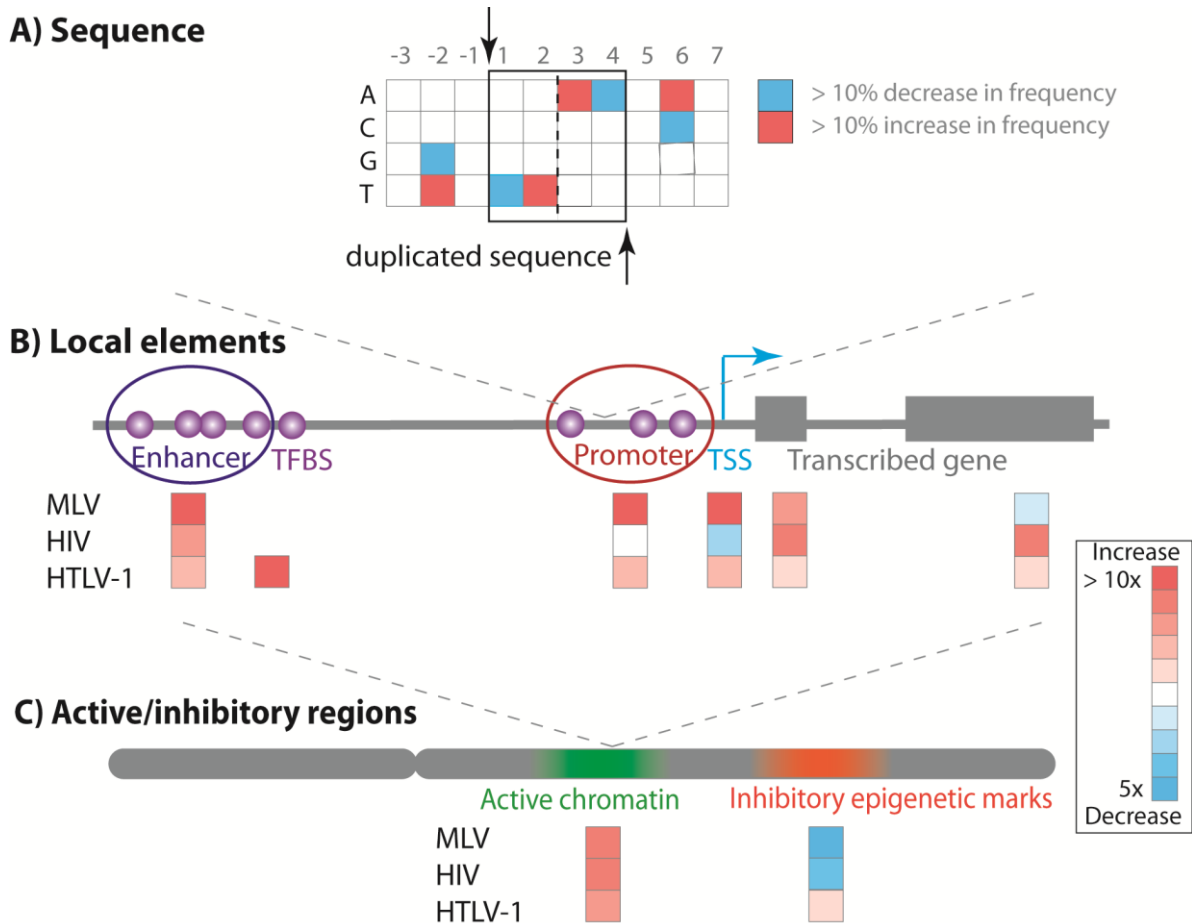 A) Sequence
-3 -2 -1 1 2 3 4 5 6 7
A
C
G
T
> 10% decrease in frequency
> 10% increase in frequency
duplicated sequence
B) Local elements
Enhancer TFBS Promoter TSS Transcribed gene
MLV
HIV
HTLV-1
Increase
> 10x
5x
Decrease
C) Active/inhibitory regions
Active chromatin Inhibitory epigenetic marks
MLV
HIV
HTLV-1